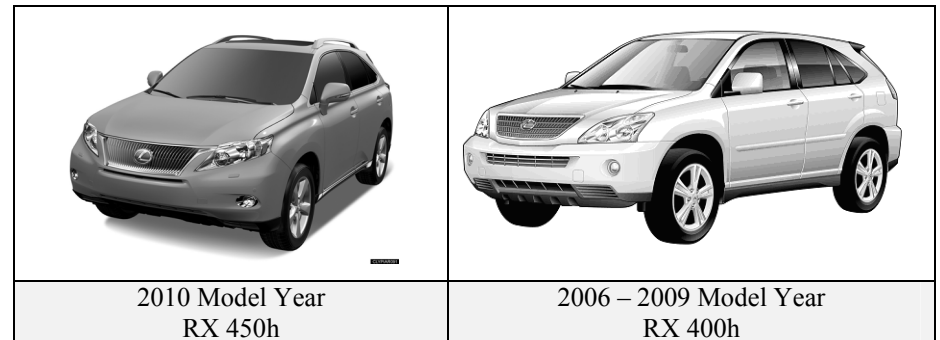 2010 Model Year
RX 450h
2006 – 2009 Model Year
RX 400h